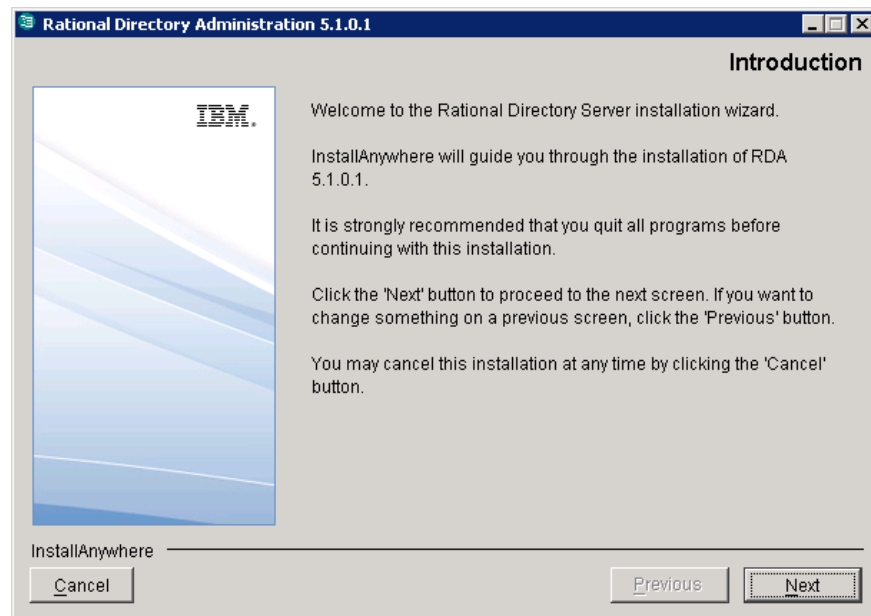 Rational Directory Administration 5.1.0.1
Introduction
IBM.
Welcome to the Rational Directory Server installation wizard.
InstallAnywhere will guide you through the installation of RDA
5.1.0.1.
It is strongly recommended that you quit all programs before
continuing with this installation.
Click the 'Next' button to proceed to the next screen. If you want to
change something on a previous screen, click the 'Previous' button.
You may cancel this installation at any time by clicking the 'Cancel'
button.
InstallAnywhere
Cancel
Previous
Next